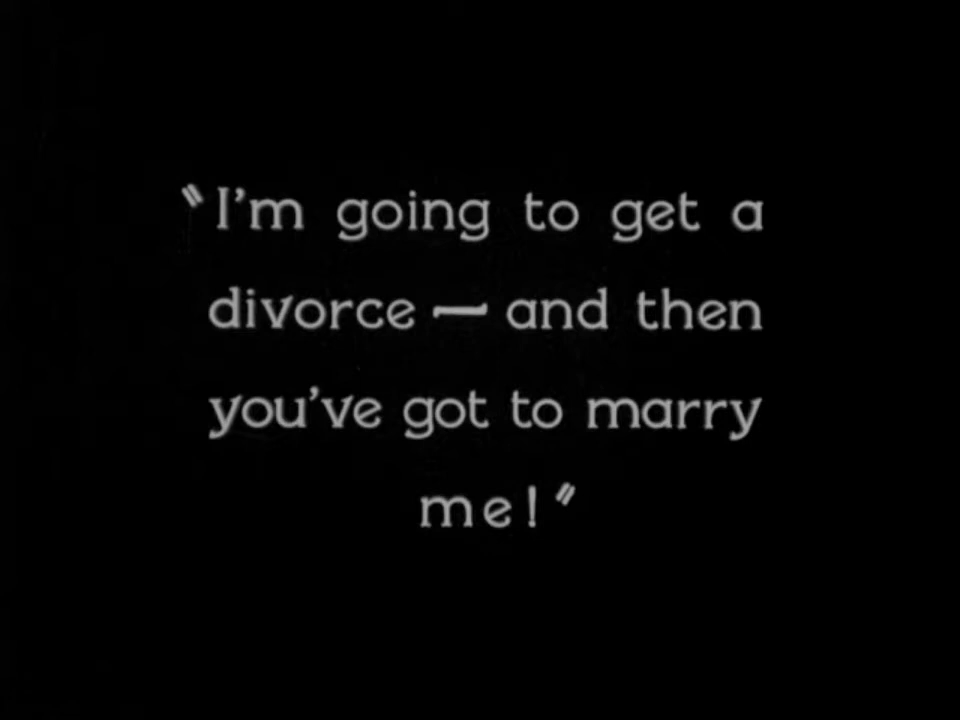 "I'm going to get a
divorce — and then
you've got to marry
me!"